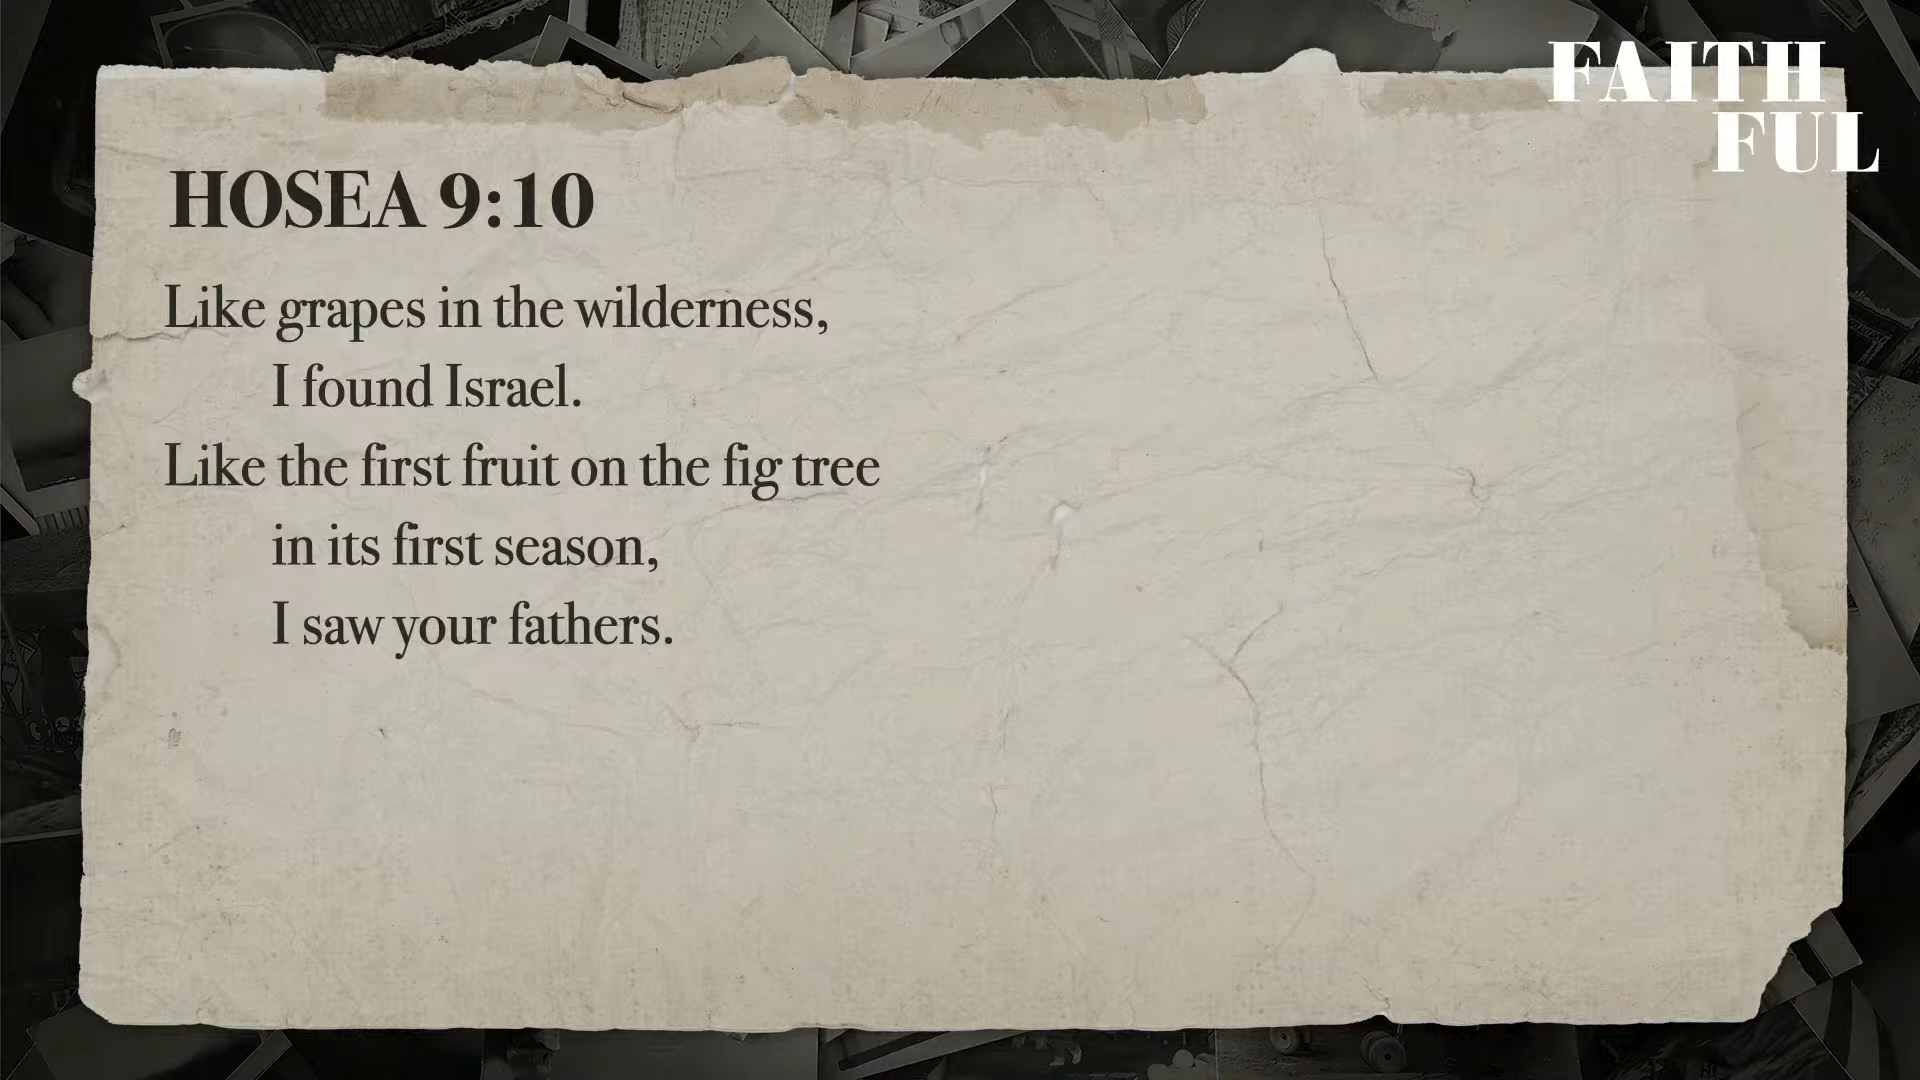 FAITH
FUL
HOSEA 9:10
Like grapes in the wilderness,
I found Israel.
Like the first fruit on the fig tree
in its first season,
I saw your fathers.